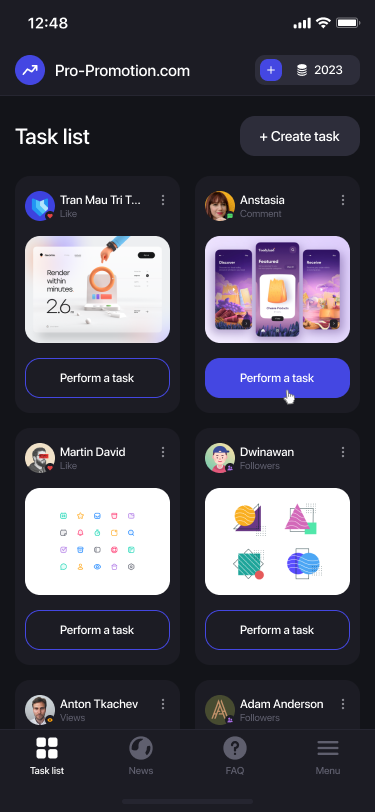 12:48
Pro-Promotion.com
+
2023
Task list
+ Create task
Tran Mau Tri T...
Like
Anstasia
Comment
Render
within
minutes
2.6
Discover
Featured
Receive
Perform a task
Perform a task
Martin David
Like
Dwinawan
Followers
Perform a task
Perform a task
Anton Tkachev
Views
Adam Anderson
Followers
Task list
News
?
FAQ
Menu